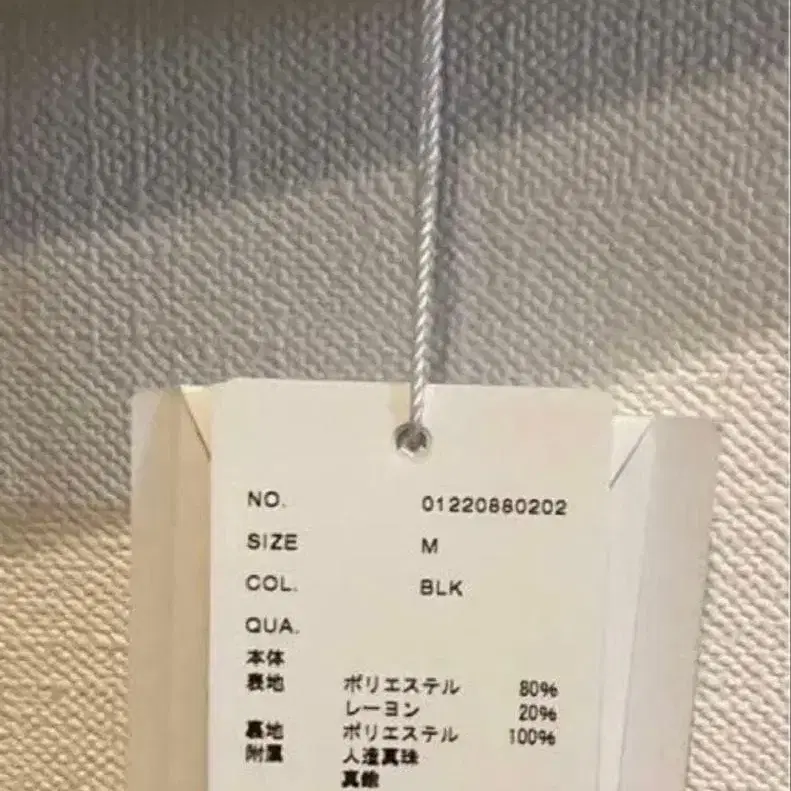 NO. 01220880202
SIZE M
COL. BLK
QUA.
本体
表地 ポリエステル 80%
レーヨン 20%
裏地 ポリエステル 100%
附属 人造真珠
真鍮